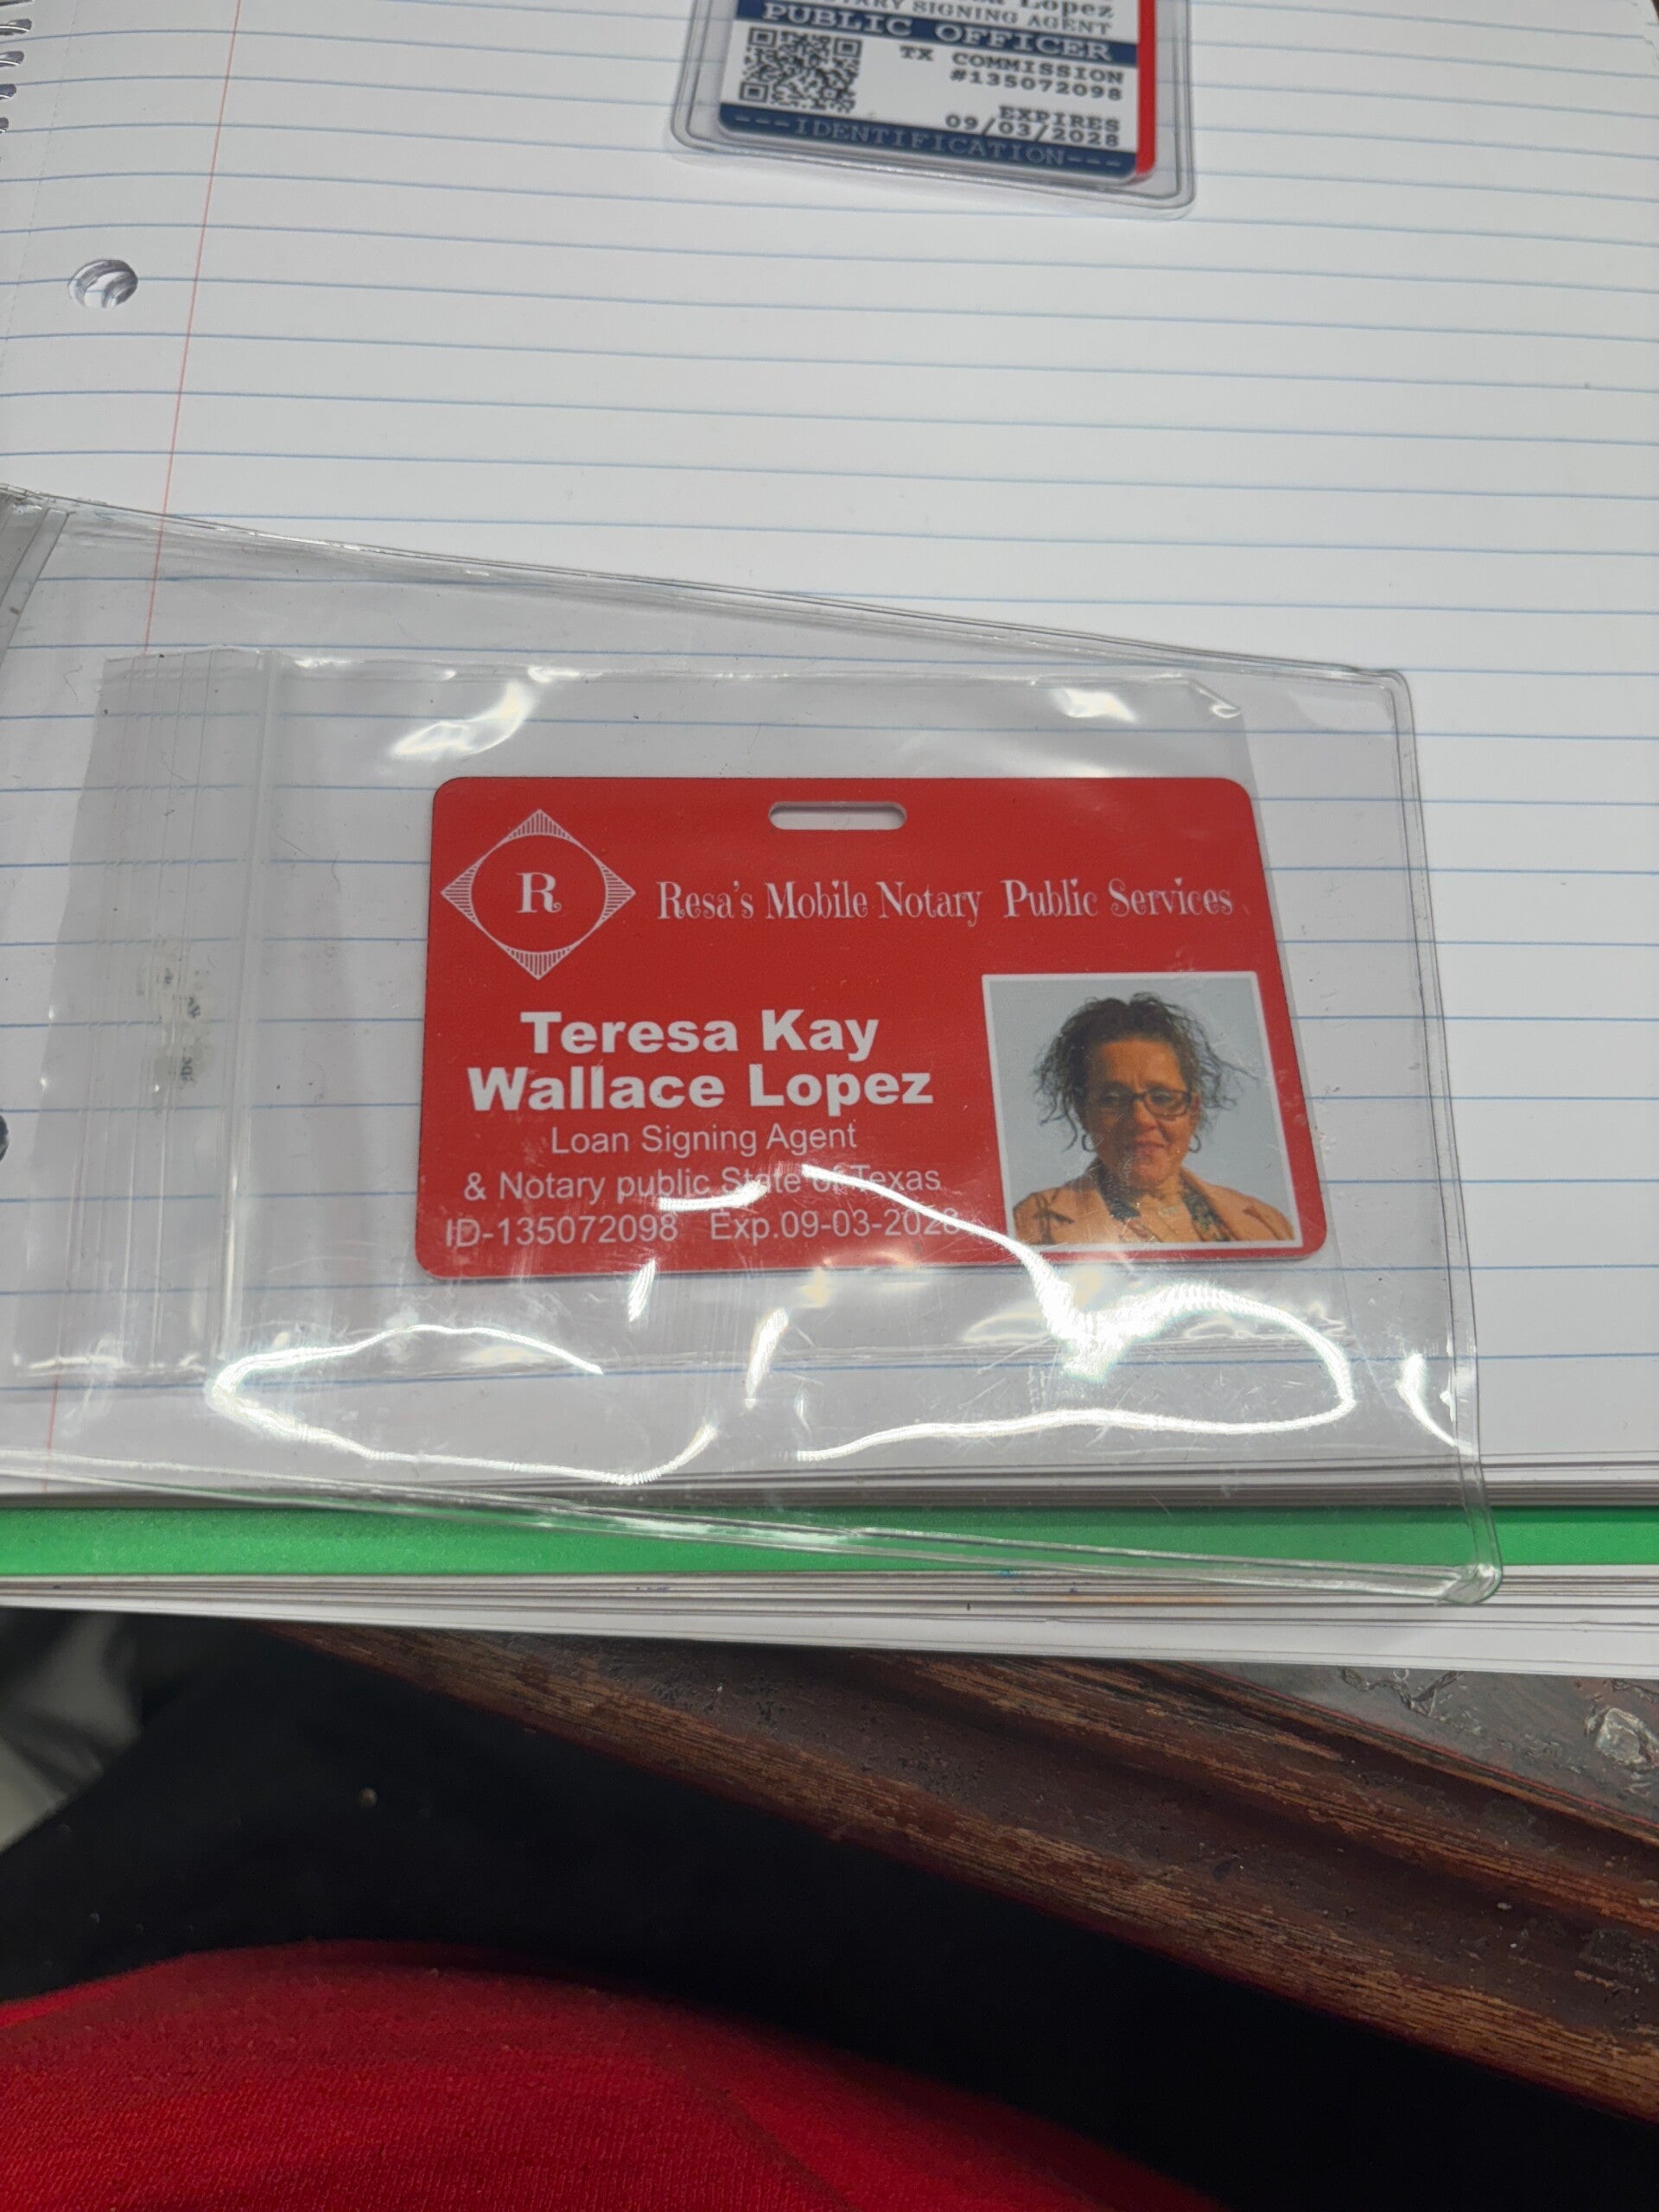 Lopez
NOTARY SIGNING AGENT
PUBLIC OFFICER
TX COMMISSION
#135072098
EXPIRES
09/03/2028
---IDENTIFICATION---
R
Resa's Mobile Notary Public Services
Teresa Kay
Wallace Lopez
Loan Signing Agent
& Notary public State of Texas
ID-135072098 Exp.09-03-2028